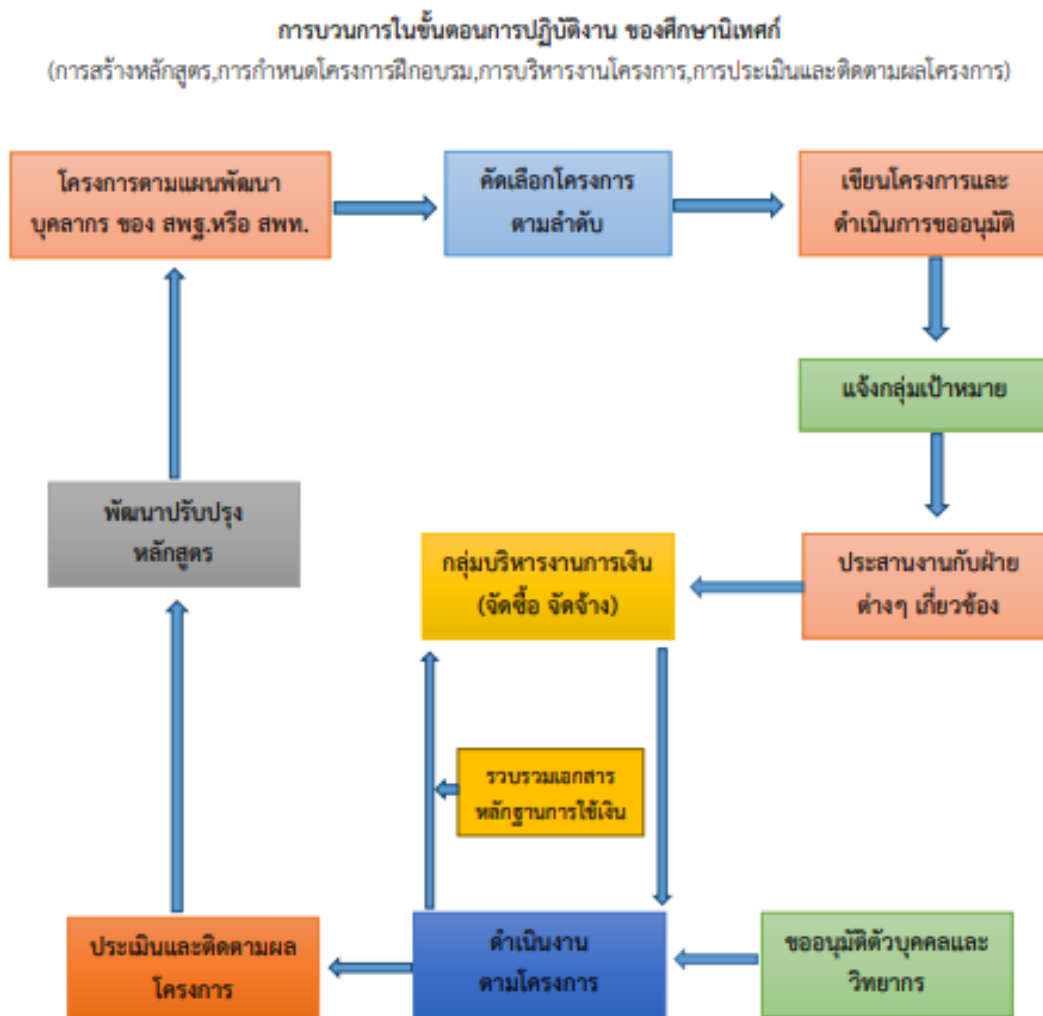 การบวนการในขั้นตอนการปฏิบัติงาน ของศึกษานิเทศก์
(การสร้างหลักสูตร,การกำหนดโครงการฝึกอบรม,การบริหารงานโครงการ,การประเมินและติดตามผลโครงการ)
โครงการตามแผนพัฒนา
บุคลากร ของ สพฐ.หรือ สพท.
คัดเลือกโครงการ
ตามลำดับ
เขียนโครงการและ
ดำเนินการขออนุมัติ
แจ้งกลุ่มเป้าหมาย
ประสานงานกับฝ่าย
ต่างๆ เกี่ยวข้อง
กลุ่มบริหารงานการเงิน
(จัดซื้อ จัดจ้าง)
พัฒนาปรับปรุง
หลักสูตร
รวบรวมเอกสาร
หลักฐานการใช้เงิน
ประเมินและติดตามผล
โครงการ
ดำเนินงาน
ตามโครงการ
ขออนุมัติตัวบุคคลและ
วิทยากร